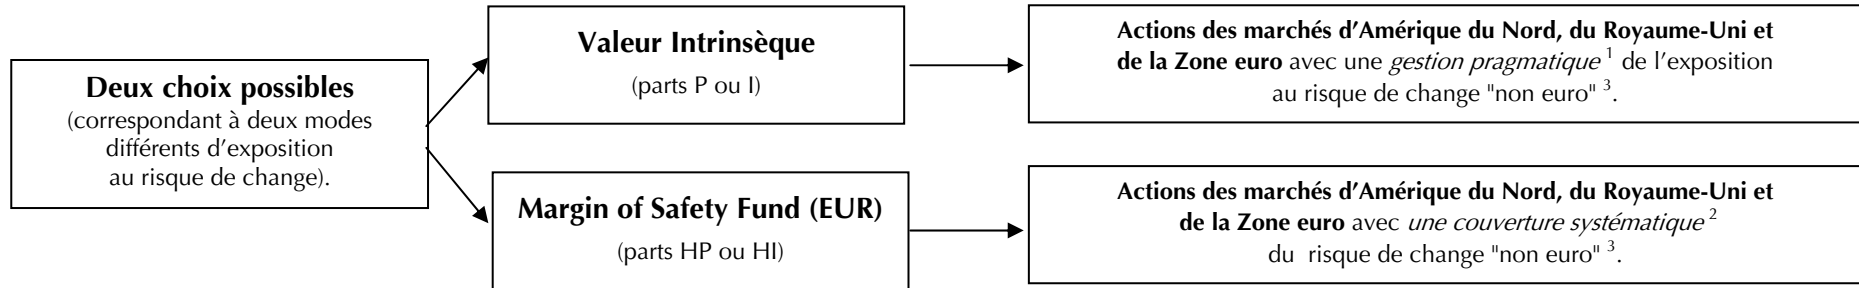 Deux choix possibles
(correspondant à deux modes
différents d'exposition
au risque de change).
Valeur Intrinsèque
(parts P ou I)
Actions des marchés d'Amérique du Nord, du Royaume-Uni et
de la Zone euro avec une gestion pragmatique 1 de l'exposition
au risque de change "non euro" 3.
Margin of Safety Fund (EUR)
(parts HP ou HI)
Actions des marchés d'Amérique du Nord, du Royaume-Uni et
de la Zone euro avec une couverture systématique 2
du risque de change "non euro" 3.